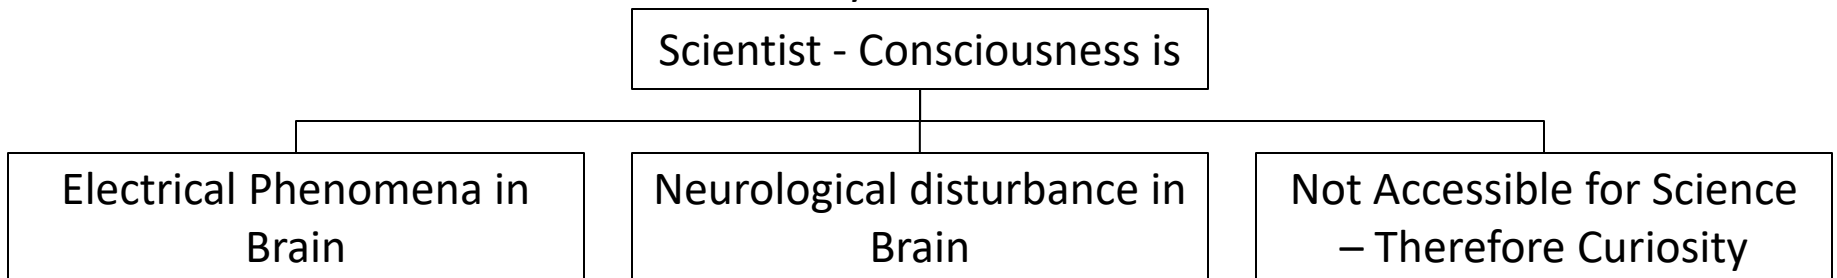 Scientist - Consciousness is
Electrical Phenomena in
Brain
Neurological disturbance in
Brain
Not Accessible for Science
– Therefore Curiosity